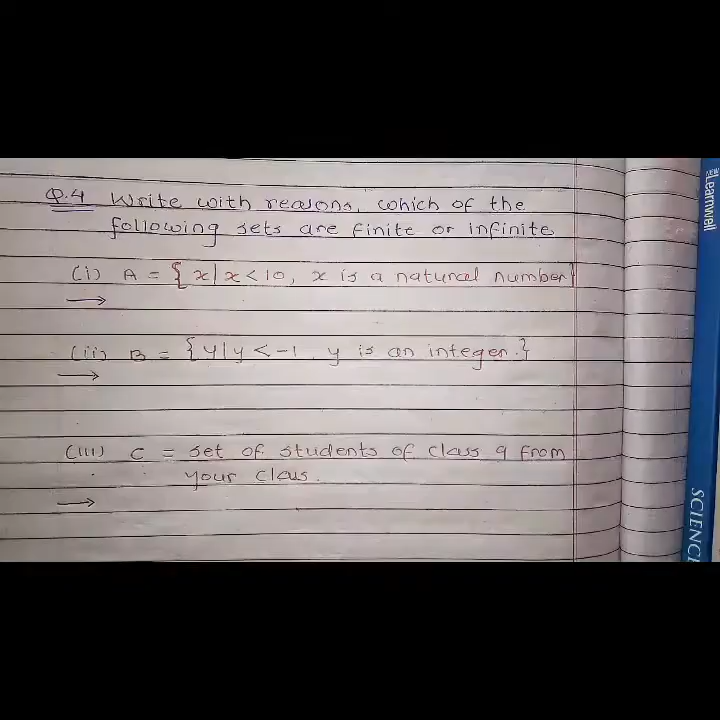 Q.4 Write with reasons, which of the
following sets are finite or infinite
(i) A = {x|x<10, x is a natural number}
→
(ii) B = {y|y<-1, y is an integer.}
→
(iii) C = set of students of class 9 from
your class.
→
NEW
Learnwell
SCIENC